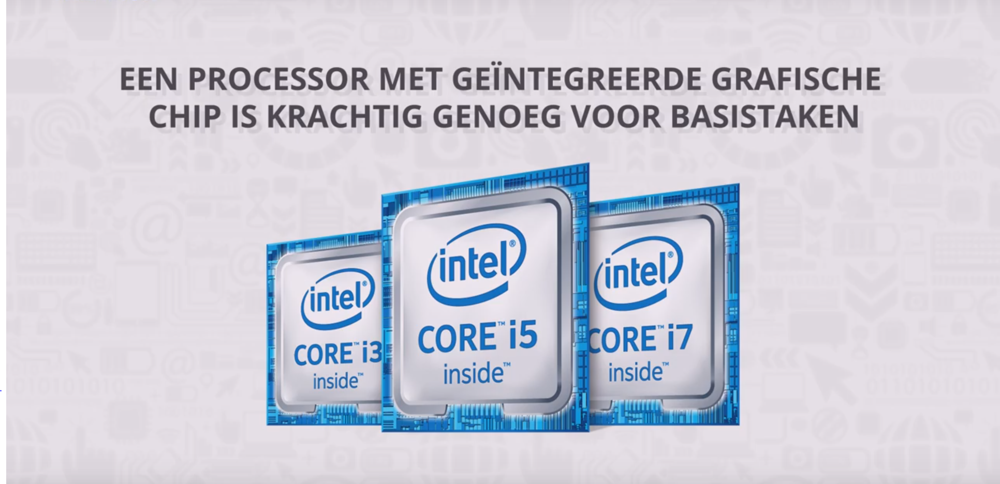 EEN PROCESSOR MET GEÏNTEGREERDE GRAFISCHE
CHIP IS KRACHTIG GENOEG VOOR BASISTAKEN
intel®
CORE™ i3
inside™
intel®
CORE™ i5
inside™
intel®
CORE™ i7
inside™